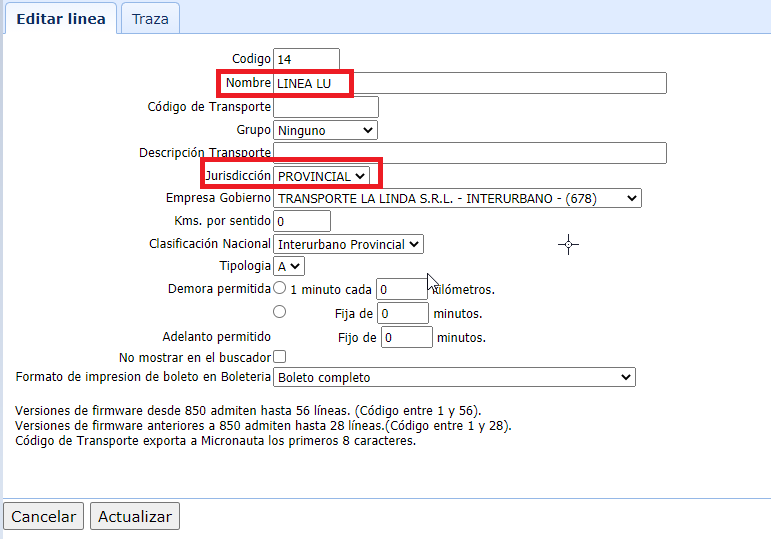 Editar linea Traza
Codigo 14
Nombre LINEA LU
Código de Transporte
Grupo Ninguno
Descripción Transporte
Jurisdicción PROVINCIAL
Empresa Gobierno TRANSPORTE LA LINDA S.R.L. - INTERURBANO - (678)
Kms. por sentido 0
Clasificación Nacional Interurbano Provincial
Tipologia A
Demora permitida 1 minuto cada 0 kilómetros.
Fija de 0 minutos.
Adelanto permitido Fijo de 0 minutos.
No mostrar en el buscador
Formato de impresion de boleto en Boleteria Boleto completo
Versiones de firmware desde 850 admiten hasta 56 líneas. (Código entre 1 y 56).
Versiones de firmware anteriores a 850 admiten hasta 28 líneas.(Código entre 1 y 28).
Código de Transporte exporta a Micronauta los primeros 8 caracteres.
Cancelar Actualizar